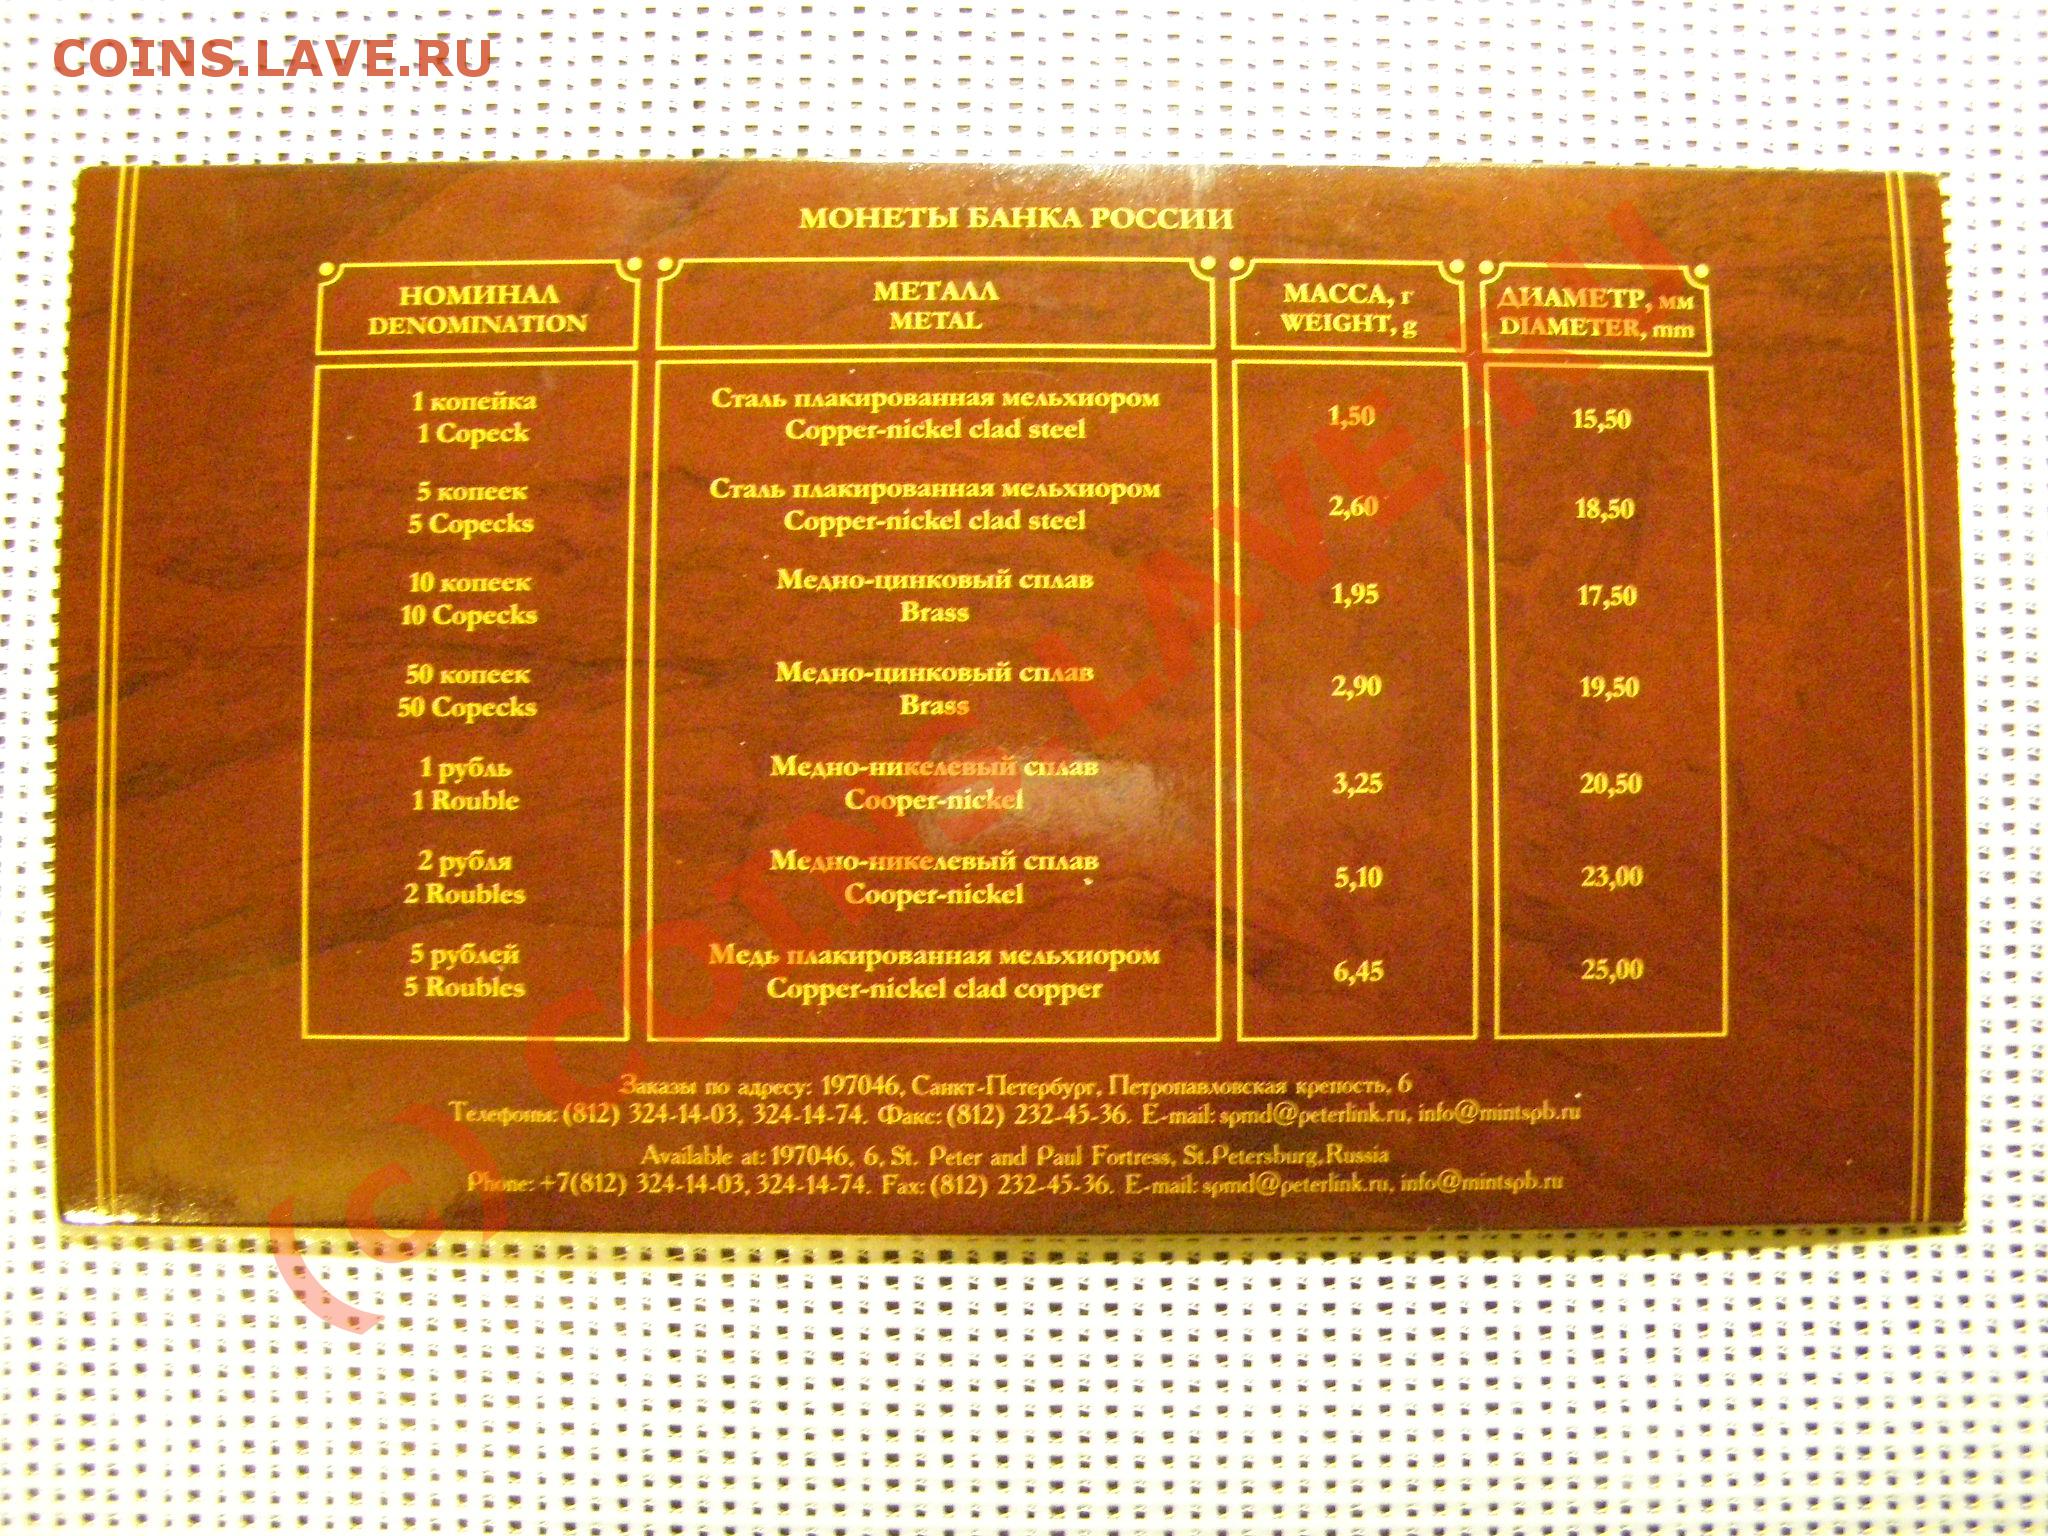 COINS.LAVE.RU
МОНЕТЫ БАНКА РОССИИ
НОМИНАЛ
DENOMINATION
МЕТАЛЛ
METAL
МАССА, г
WEIGHT, g
ДИАМЕТР, мм
DIAMETER, mm
1 копейка
1 Copeck
Сталь плакированная мельхиором
Copper-nickel clad steel
1,50
15,50
5 копеек
5 Copecks
Сталь плакированная мельхиором
Copper-nickel clad steel
2,60
18,50
10 копеек
10 Copecks
Медно-цинковый сплав
Brass
1,95
17,50
50 копеек
50 Copecks
Медно-цинковый сплав
Brass
2,90
19,50
1 рубль
1 Rouble
Медно-никелевый сплав
Cooper-nickel
3,25
20,50
2 рубля
2 Roubles
Медно-никелевый сплав
Cooper-nickel
5,10
23,00
5 рублей
5 Roubles
Медь плакированная мельхиором
Copper-nickel clad copper
6,45
25,00
Заказы по адресу: 197046, Санкт-Петербург, Петропавловская крепость, 6
Телефоны: (812) 324-14-03, 324-14-74. Факс: (812) 232-45-36. E-mail: spmd@peterlink.ru, info@mintspb.ru
Available at: 197046, 6, St. Peter and Paul Fortress, St.Petersburg, Russia
Phone: +7(812) 324-14-03, 324-14-74. Fax: (812) 232-45-36. E-mail: spmd@peterlink.ru, info@mintspb.ru
(c) COINS.LAVE.RU